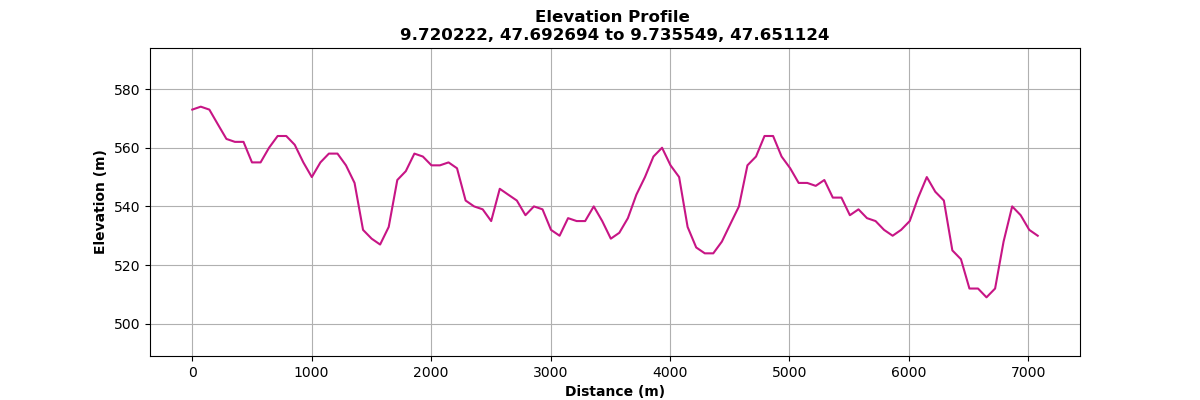 Elevation Profile
9.720222, 47.692694 to 9.735549, 47.651124
580
560
540
520
500
Elevation (m)
0 1000 2000 3000 4000 5000 6000 7000
Distance (m)